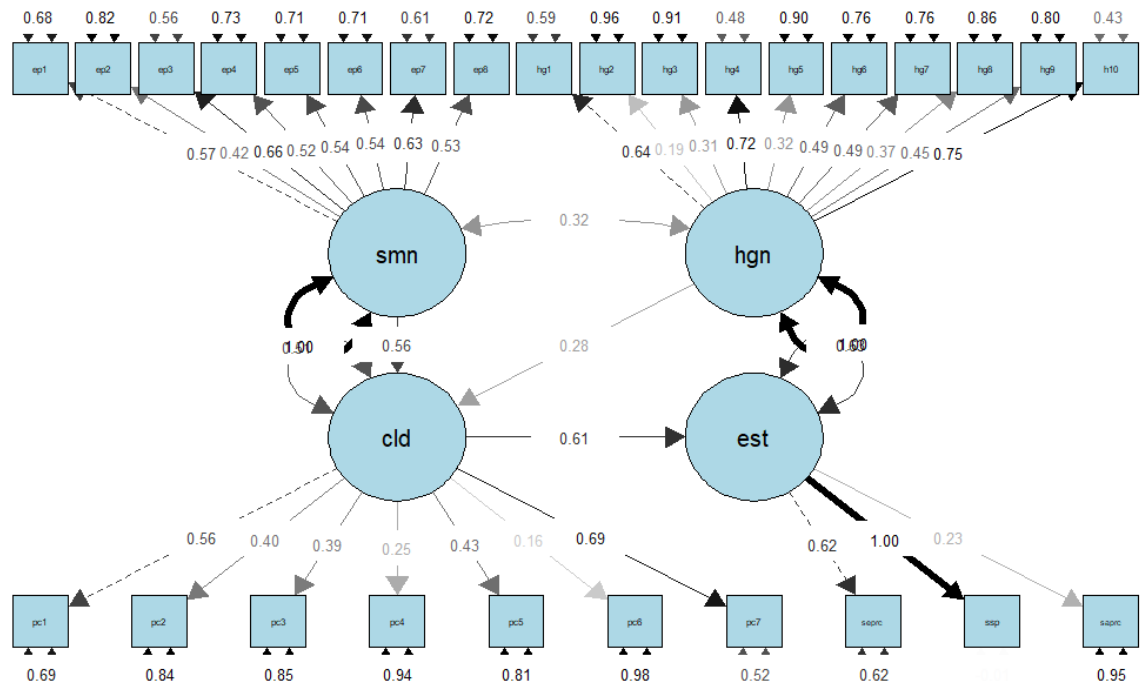 0.68 0.82 0.56 0.73 0.71 0.71 0.61 0.72 0.59 0.96 0.91 0.48 0.90 0.76 0.76 0.86 0.80 0.43
ep1 ep2 ep3 ep4 ep5 ep6 ep7 ep8 hg1 hg2 hg3 hg4 hg5 hg6 hg7 hg8 hg9 h10
0.57 0.42 0.66 0.52 0.54 0.54 0.63 0.53 0.64 0.19 0.31 0.72 0.32 0.49 0.49 0.37 0.45 0.75
0.32
smn hgn
1.00 0.56 0.28 1.00
cld 0.61 est
0.56 0.40 0.39 0.25 0.43 0.16 0.69 0.62 1.00 0.23
pc1 pc2 pc3 pc4 pc5 pc6 pc7 seprc ssp saprc
0.69 0.84 0.85 0.94 0.81 0.98 0.52 0.62 0.95